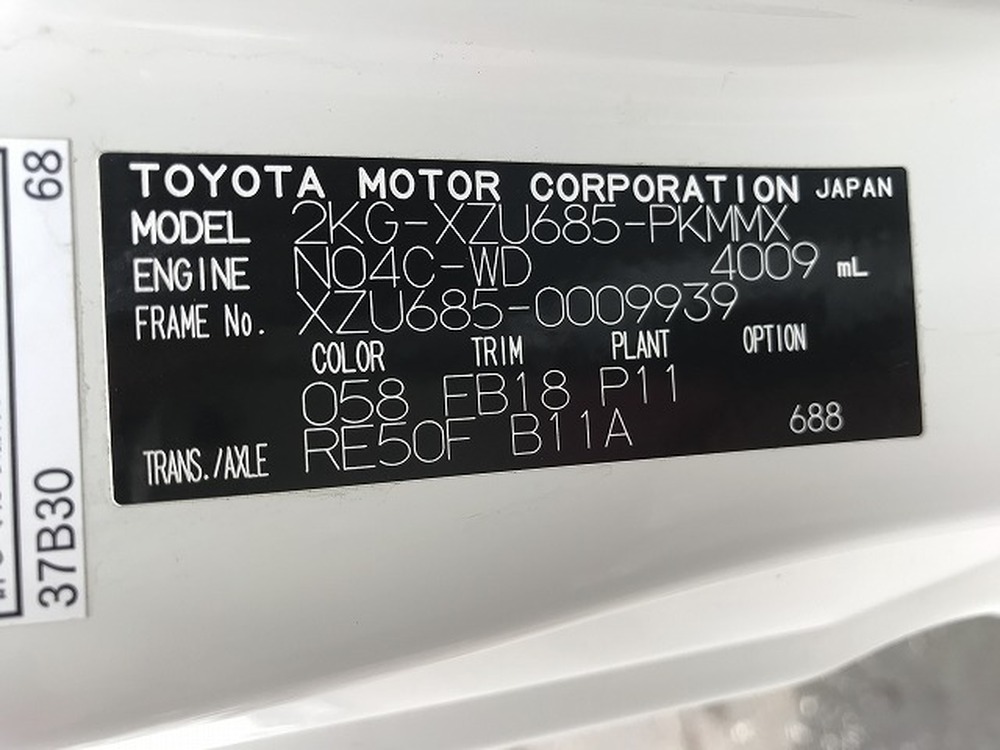 TOYOTA MOTOR CORPORATION JAPAN
MODEL 2KG-XZU685-PKMMX
ENGINE N04C-WD 4009 mL
FRAME No. XZU685-0009939
COLOR TRIM PLANT OPTION
058 FB18 P11
TRANS./AXLE RE50F B11A 688
37B30 68